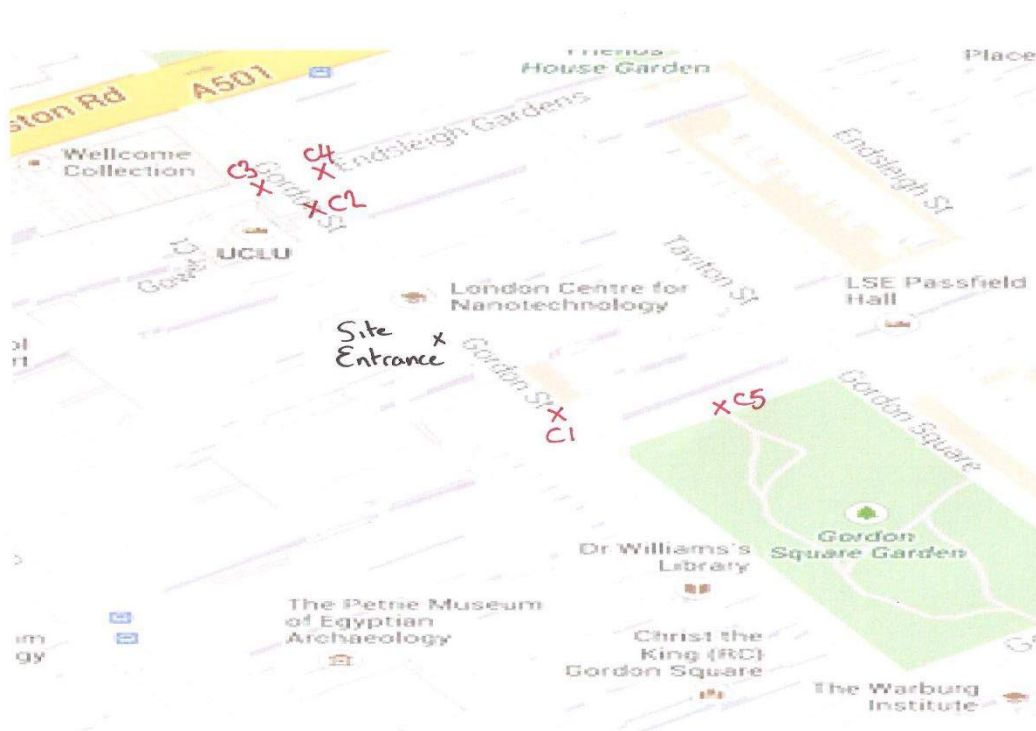 Friends
House Garden
Place
ston Rd
A501
Endsleigh Gardens
Endsleigh St
Wellcome
Collection
C3
C4
Gordon St
C2
UCLU
Gower Ct
Taviton St
London Centre for
Nanotechnology
LSE Passfield
Hall
Site
Entrance
Gordon St
C1
C5
Gordon Square
Gordon
Square Garden
Dr Williams's
Library
The Petrie Museum
of Egyptian
Archaeology
Christ the
King (RC)
Gordon Square
The Warburg
Institute